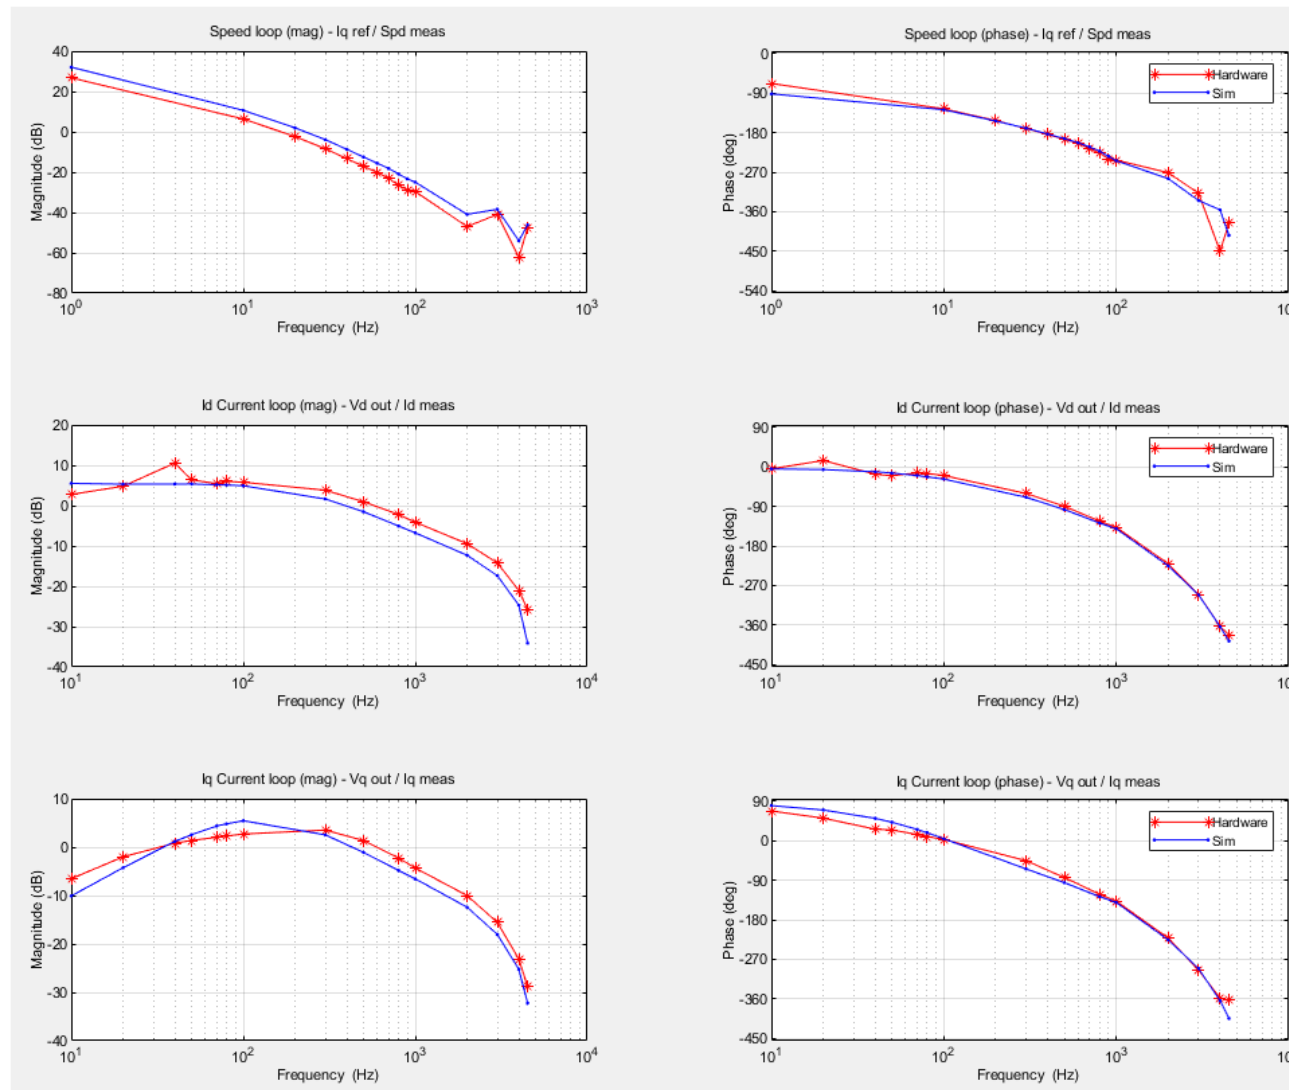 Speed loop (mag) - Iq ref / Spd meas
40
20
0
-20
-40
-60
-80
Magnitude (dB)
10^0
10^1
10^2
10^3
Frequency (Hz)
Speed loop (phase) - Iq ref / Spd meas
0
-90
-180
-270
-360
-450
-540
Phase (deg)
Hardware
Sim
10^0
10^1
10^2
10
Frequency (Hz)
Id Current loop (mag) - Vd out / Id meas
20
10
0
-10
-20
-30
-40
Magnitude (dB)
10^1
10^2
10^3
10^4
Frequency (Hz)
Id Current loop (phase) - Vd out / Id meas
90
0
-90
-180
-270
-360
-450
Phase (deg)
Hardware
Sim
10^1
10^2
10^3
10
Frequency (Hz)
Iq Current loop (mag) - Vq out / Iq meas
10
0
-10
-20
-30
-40
Magnitude (dB)
10^1
10^2
10^3
10^4
Frequency (Hz)
Iq Current loop (phase) - Vq out / Iq meas
90
0
-90
-180
-270
-360
-450
Phase (deg)
Hardware
Sim
10^1
10^2
10^3
10
Frequency (Hz)